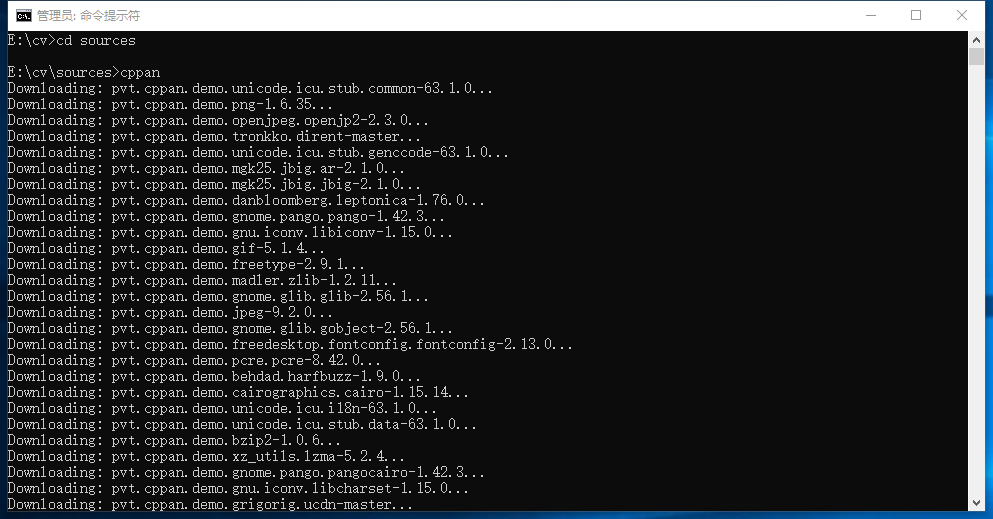 管理员: 命令提示符
E:\cv>cd sources
E:\cv\sources>cppan
Downloading: pvt.cppan.demo.unicode.icu.stub.common-63.1.0...
Downloading: pvt.cppan.demo.png-1.6.35...
Downloading: pvt.cppan.demo.openjpeg.openjp2-2.3.0...
Downloading: pvt.cppan.demo.tronkko.dirent-master...
Downloading: pvt.cppan.demo.unicode.icu.stub.genccode-63.1.0...
Downloading: pvt.cppan.demo.mgk25.jbig.ar-2.1.0...
Downloading: pvt.cppan.demo.mgk25.jbig.jbig-2.1.0...
Downloading: pvt.cppan.demo.danbloomberg.leptonica-1.76.0...
Downloading: pvt.cppan.demo.gnome.pango.pango-1.42.3...
Downloading: pvt.cppan.demo.gnu.iconv.libiconv-1.15.0...
Downloading: pvt.cppan.demo.gif-5.1.4...
Downloading: pvt.cppan.demo.freetype-2.9.1...
Downloading: pvt.cppan.demo.madler.zlib-1.2.11...
Downloading: pvt.cppan.demo.gnome.glib.glib-2.56.1...
Downloading: pvt.cppan.demo.jpeg-9.2.0...
Downloading: pvt.cppan.demo.gnome.glib.gobject-2.56.1...
Downloading: pvt.cppan.demo.freedesktop.fontconfig.fontconfig-2.13.0...
Downloading: pvt.cppan.demo.pcre.pcre-8.42.0...
Downloading: pvt.cppan.demo.behdad.harfbuzz-1.9.0...
Downloading: pvt.cppan.demo.cairographics.cairo-1.15.14...
Downloading: pvt.cppan.demo.unicode.icu.i18n-63.1.0...
Downloading: pvt.cppan.demo.unicode.icu.stub.data-63.1.0...
Downloading: pvt.cppan.demo.bzip2-1.0.6...
Downloading: pvt.cppan.demo.xz_utils.lzma-5.2.4...
Downloading: pvt.cppan.demo.gnome.pango.pangocairo-1.42.3...
Downloading: pvt.cppan.demo.gnu.iconv.libcharset-1.15.0...
Downloading: pvt.cppan.demo.grigorig.ucdn-master...